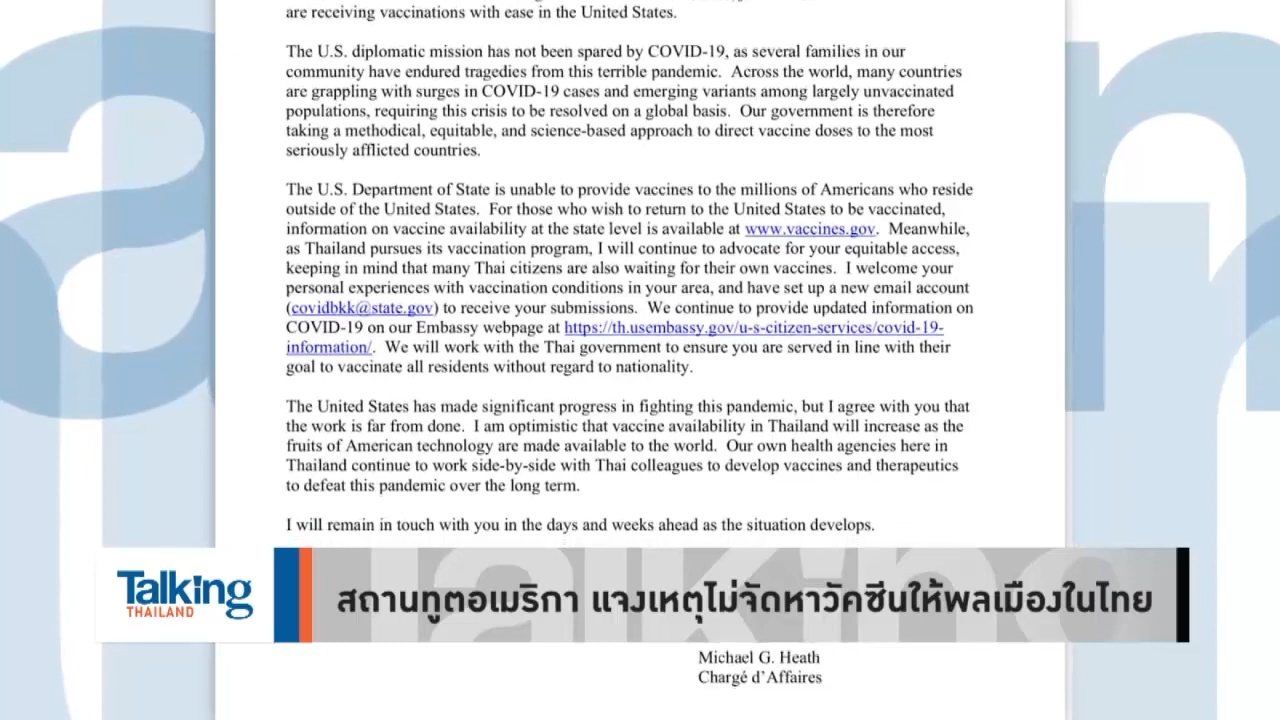 are receiving vaccinations with ease in the United States.
The U.S. diplomatic mission has not been spared by COVID-19, as several families in our
community have endured tragedies from this terrible pandemic.  Across the world, many countries
are grappling with surges in COVID-19 cases and emerging variants among largely unvaccinated
populations, requiring this crisis to be resolved on a global basis.  Our government is therefore
taking a methodical, equitable, and science-based approach to direct vaccine doses to the most
seriously afflicted countries.
The U.S. Department of State is unable to provide vaccines to the millions of Americans who reside
outside of the United States.  For those who wish to return to the United States to be vaccinated,
information on vaccine availability at the state level is available at www.vaccines.gov.  Meanwhile,
as Thailand pursues its vaccination program, I will continue to advocate for your equitable access,
keeping in mind that many Thai citizens are also waiting for their own vaccines.  I welcome your
personal experiences with vaccination conditions in your area, and have set up a new email account
(covidbkk@state.gov) to receive your submissions.  We continue to provide updated information on
COVID-19 on our Embassy webpage at https://th.usembassy.gov/u-s-citizen-services/covid-19-
information/.  We will work with the Thai government to ensure you are served in line with their
goal to vaccinate all residents without regard to nationality.
The United States has made significant progress in fighting this pandemic, but I agree with you that
the work is far from done.  I am optimistic that vaccine availability in Thailand will increase as the
fruits of American technology are made available to the world.  Our own health agencies here in
Thailand continue to work side-by-side with Thai colleagues to develop vaccines and therapeutics
to defeat this pandemic over the long term.
I will remain in touch with you in the days and weeks ahead as the situation develops.
Talking
THAILAND
สถานทูตอเมริกา แจงเหตุไม่จัดหาวัคซีนให้พลเมืองในไทย
Michael G. Heath
Chargé d’Affaires